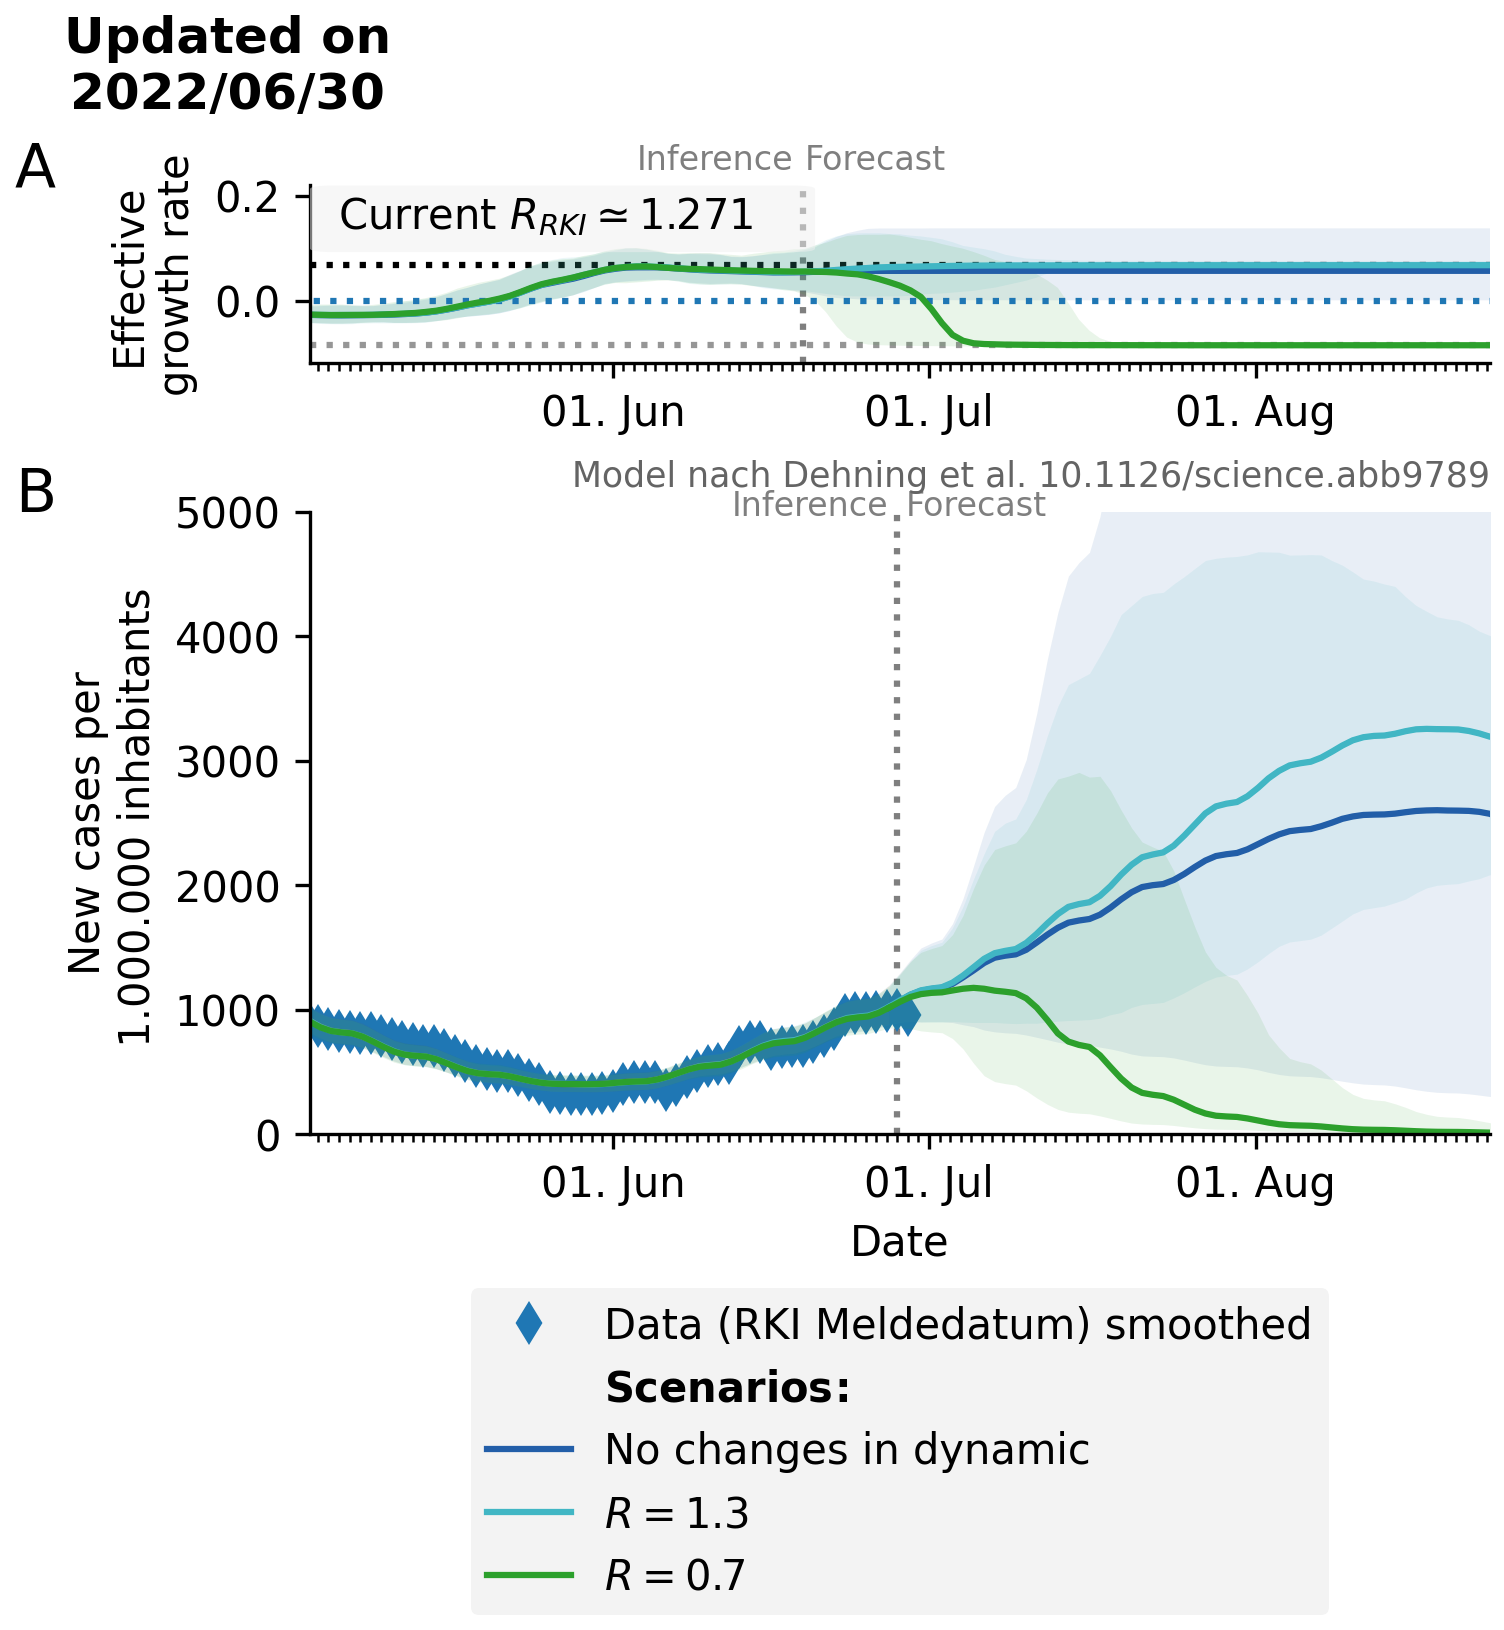 Updated on
2022/06/30
A
Inference Forecast
Effective
growth rate
0.2
0.0
Current R_RKI ≃ 1.271
01. Jun
01. Jul
01. Aug
B
Model nach Dehning et al. 10.1126/science.abb9789
Inference Forecast
New cases per
1.000.000 inhabitants
5000
4000
3000
2000
1000
0
01. Jun
01. Jul
01. Aug
Date
Data (RKI Meldedatum) smoothed
Scenarios:
No changes in dynamic
R = 1.3
R = 0.7